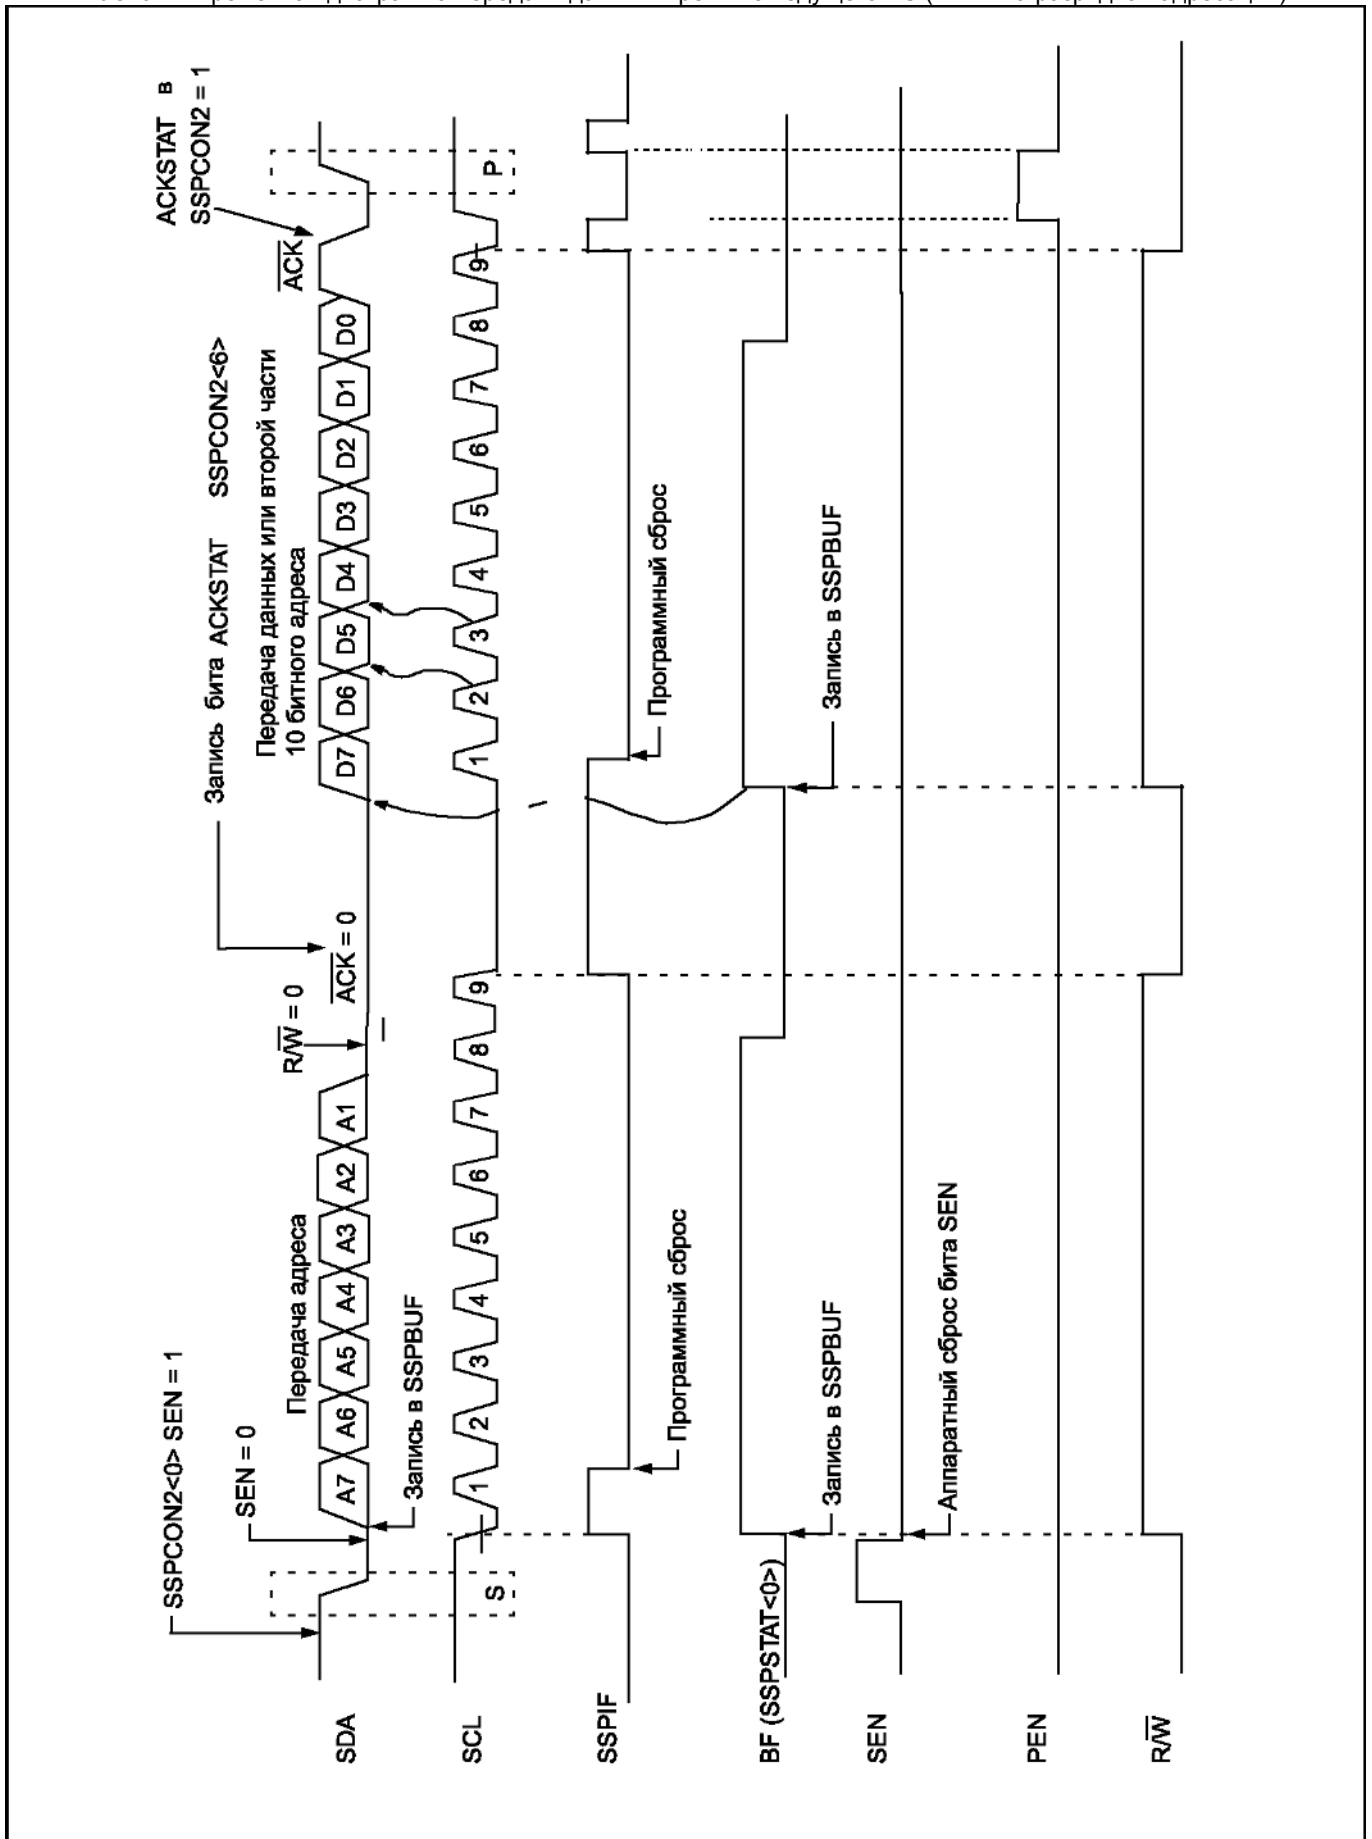 ACKSTAT в
SSPCON2 = 1
Запись бита ACKSTAT SSPCON2<6>
SSPCON2<0> SEN = 1
SEN = 0
Передача адреса
R/W = 0
ACK = 0
Передача данных или второй части
10 битного адреса
ACK
SDA
A7 A6 A5 A4 A3 A2 A1
D7 D6 D5 D4 D3 D2 D1 D0
Запись в SSPBUF
SCL
S
1 2 3 4 5 6 7 8 9
1 2 3 4 5 6 7 8 9
P
SSPIF
Программный сброс
Программный сброс
BF (SSPSTAT<0>)
Запись в SSPBUF
Запись в SSPBUF
SEN
Аппаратный сброс бита SEN
PEN
R/W